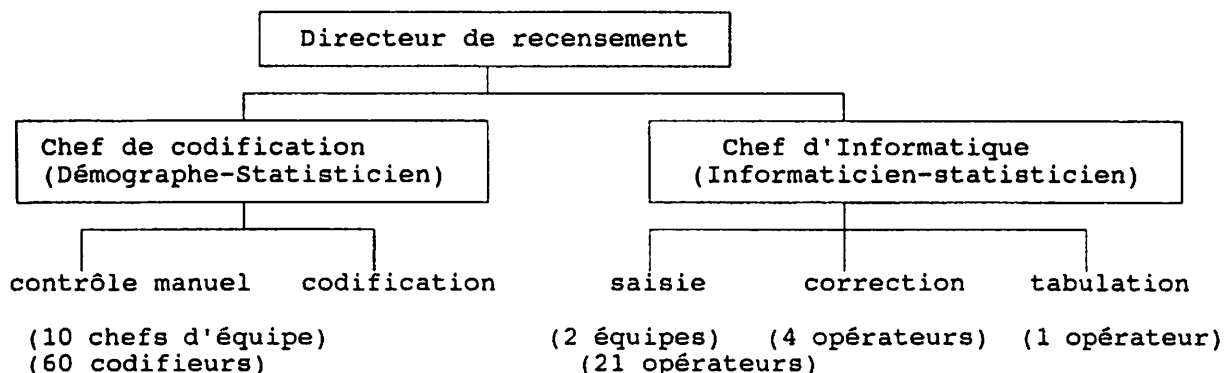 Directeur de recensement
Chef de codification
(Démographe-Statisticien)
Chef d'Informatique
(Informaticien-statisticien)
contrôle manuel codification saisie correction tabulation
(10 chefs d'équipe) (2 équipes) (4 opérateurs) (1 opérateur)
(60 codifieurs) (21 opérateurs)